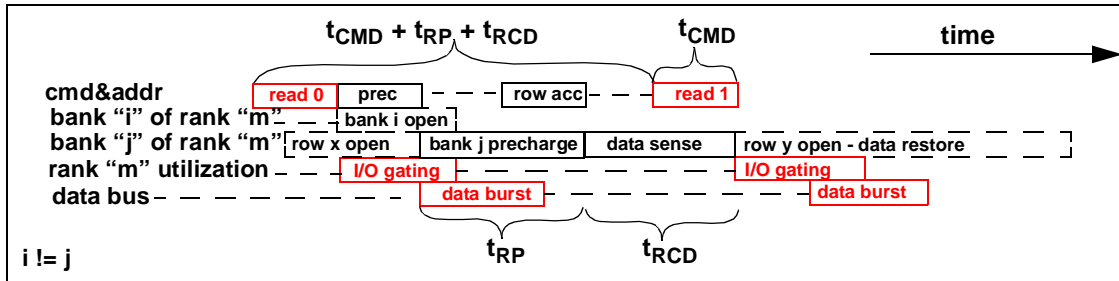 tCMD + tRP + tRCD tCMD time
cmd&addr read 0 prec row acc read 1
bank “i” of rank “m” bank i open
bank “j” of rank “m” row x open bank j precharge data sense row y open - data restore
rank “m” utilization I/O gating I/O gating
data bus data burst data burst
tRP tRCD
i != j